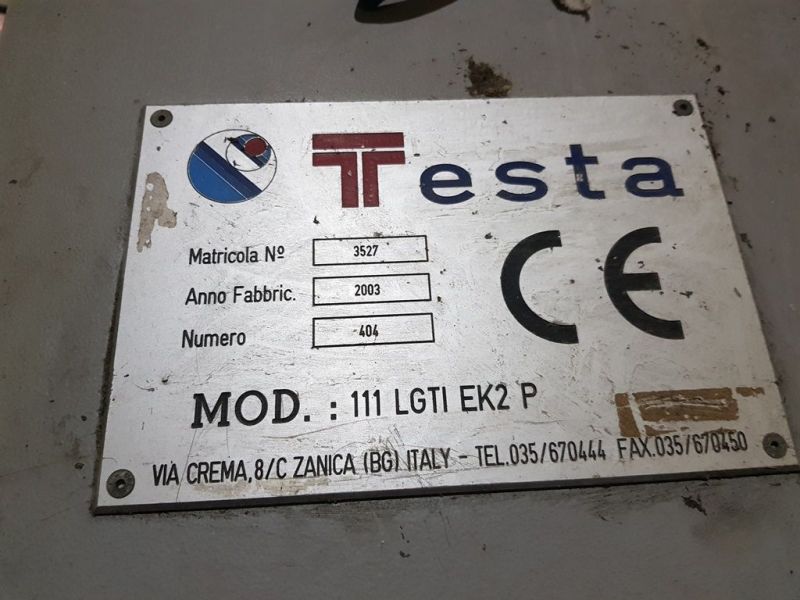 Testa
Matricola Nº 3527
Anno Fabbric. 2003
Numero 404
CE
MOD. : 111 LGTI EK2 P
VIA CREMA,8/C ZANICA (BG) ITALY - TEL.035/670444 FAX.035/670450